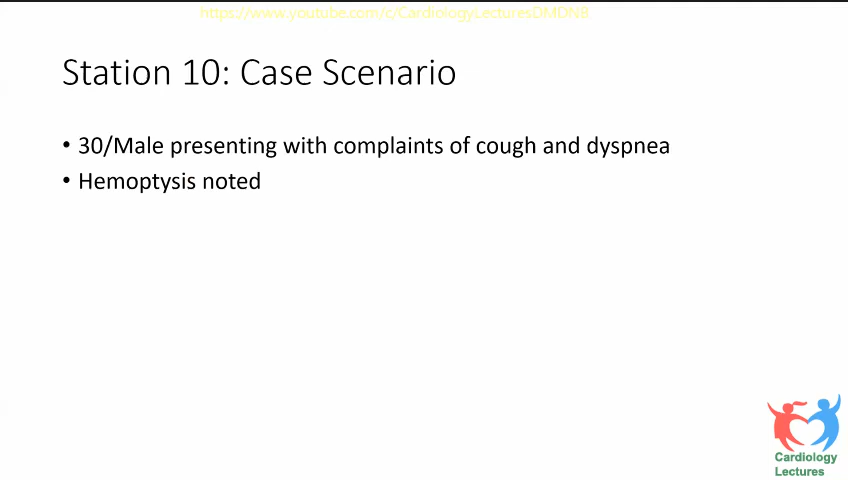 https://www.youtube.com/c/CardiologyLecturesDMDNB
Station 10: Case Scenario
• 30/Male presenting with complaints of cough and dyspnea
• Hemoptysis noted
Cardiology
Lectures